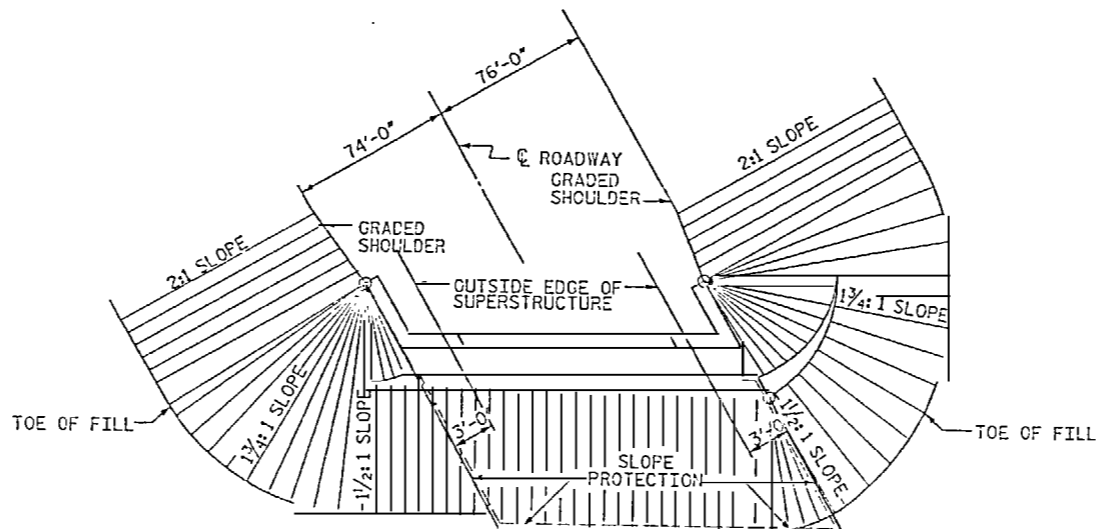 76'-0"
74'-0"
℄ ROADWAY
GRADED
SHOULDER
2:1 SLOPE
GRADED
SHOULDER
2:1 SLOPE
OUTSIDE EDGE OF
SUPERSTRUCTURE
1¾:1 SLOPE
TOE OF FILL
1¾:1 SLOPE
1½:1 SLOPE
3'-0"
3'-0"
1½:1 SLOPE
TOE OF FILL
SLOPE
PROTECTION